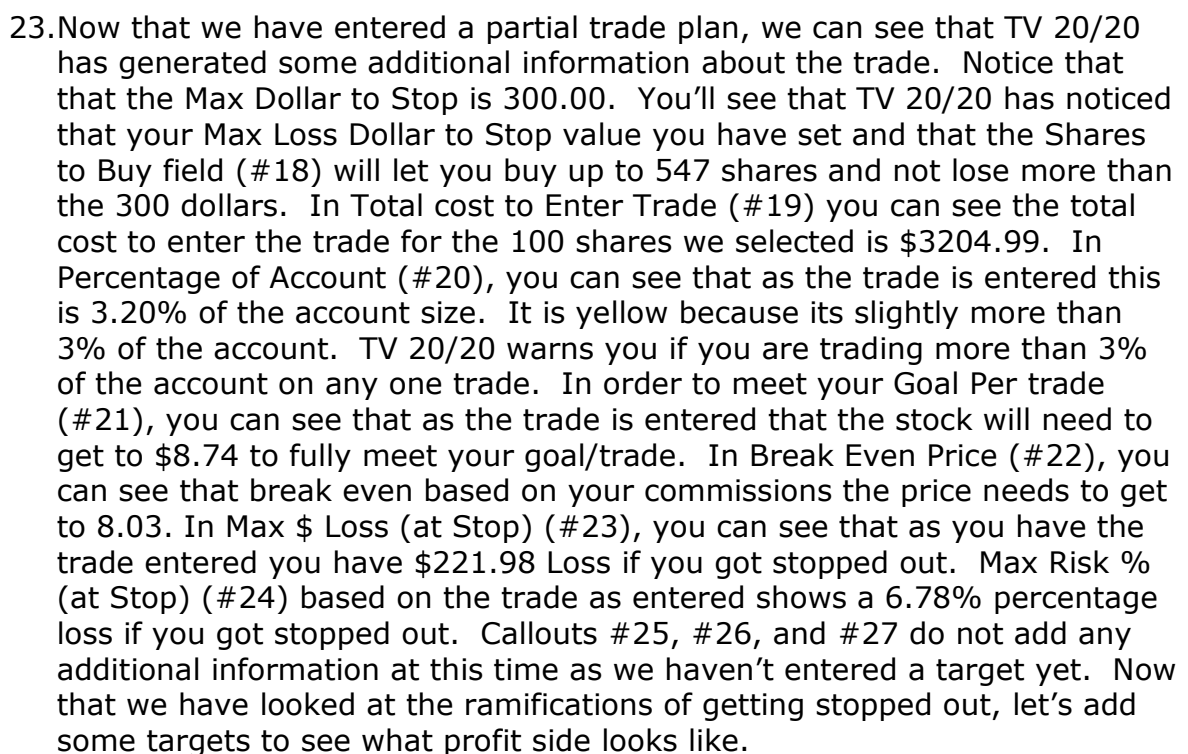 23.Now that we have entered a partial trade plan, we can see that TV 20/20
has generated some additional information about the trade.  Notice that
that the Max Dollar to Stop is 300.00.  You'll see that TV 20/20 has noticed
that your Max Loss Dollar to Stop value you have set and that the Shares
to Buy field (#18) will let you buy up to 547 shares and not lose more than
the 300 dollars.  In Total cost to Enter Trade (#19) you can see the total
cost to enter the trade for the 100 shares we selected is $3204.99.  In
Percentage of Account (#20), you can see that as the trade is entered this
is 3.20% of the account size.  It is yellow because its slightly more than
3% of the account.  TV 20/20 warns you if you are trading more than 3%
of the account on any one trade.  In order to meet your Goal Per trade
(#21), you can see that as the trade is entered that the stock will need to
get to $8.74 to fully meet your goal/trade.  In Break Even Price (#22), you
can see that break even based on your commissions the price needs to get
to 8.03. In Max $ Loss (at Stop) (#23), you can see that as you have the
trade entered you have $221.98 Loss if you got stopped out.  Max Risk %
(at Stop) (#24) based on the trade as entered shows a 6.78% percentage
loss if you got stopped out.  Callouts #25, #26, and #27 do not add any
additional information at this time as we haven't entered a target yet.  Now
that we have looked at the ramifications of getting stopped out, let's add
some targets to see what profit side looks like.